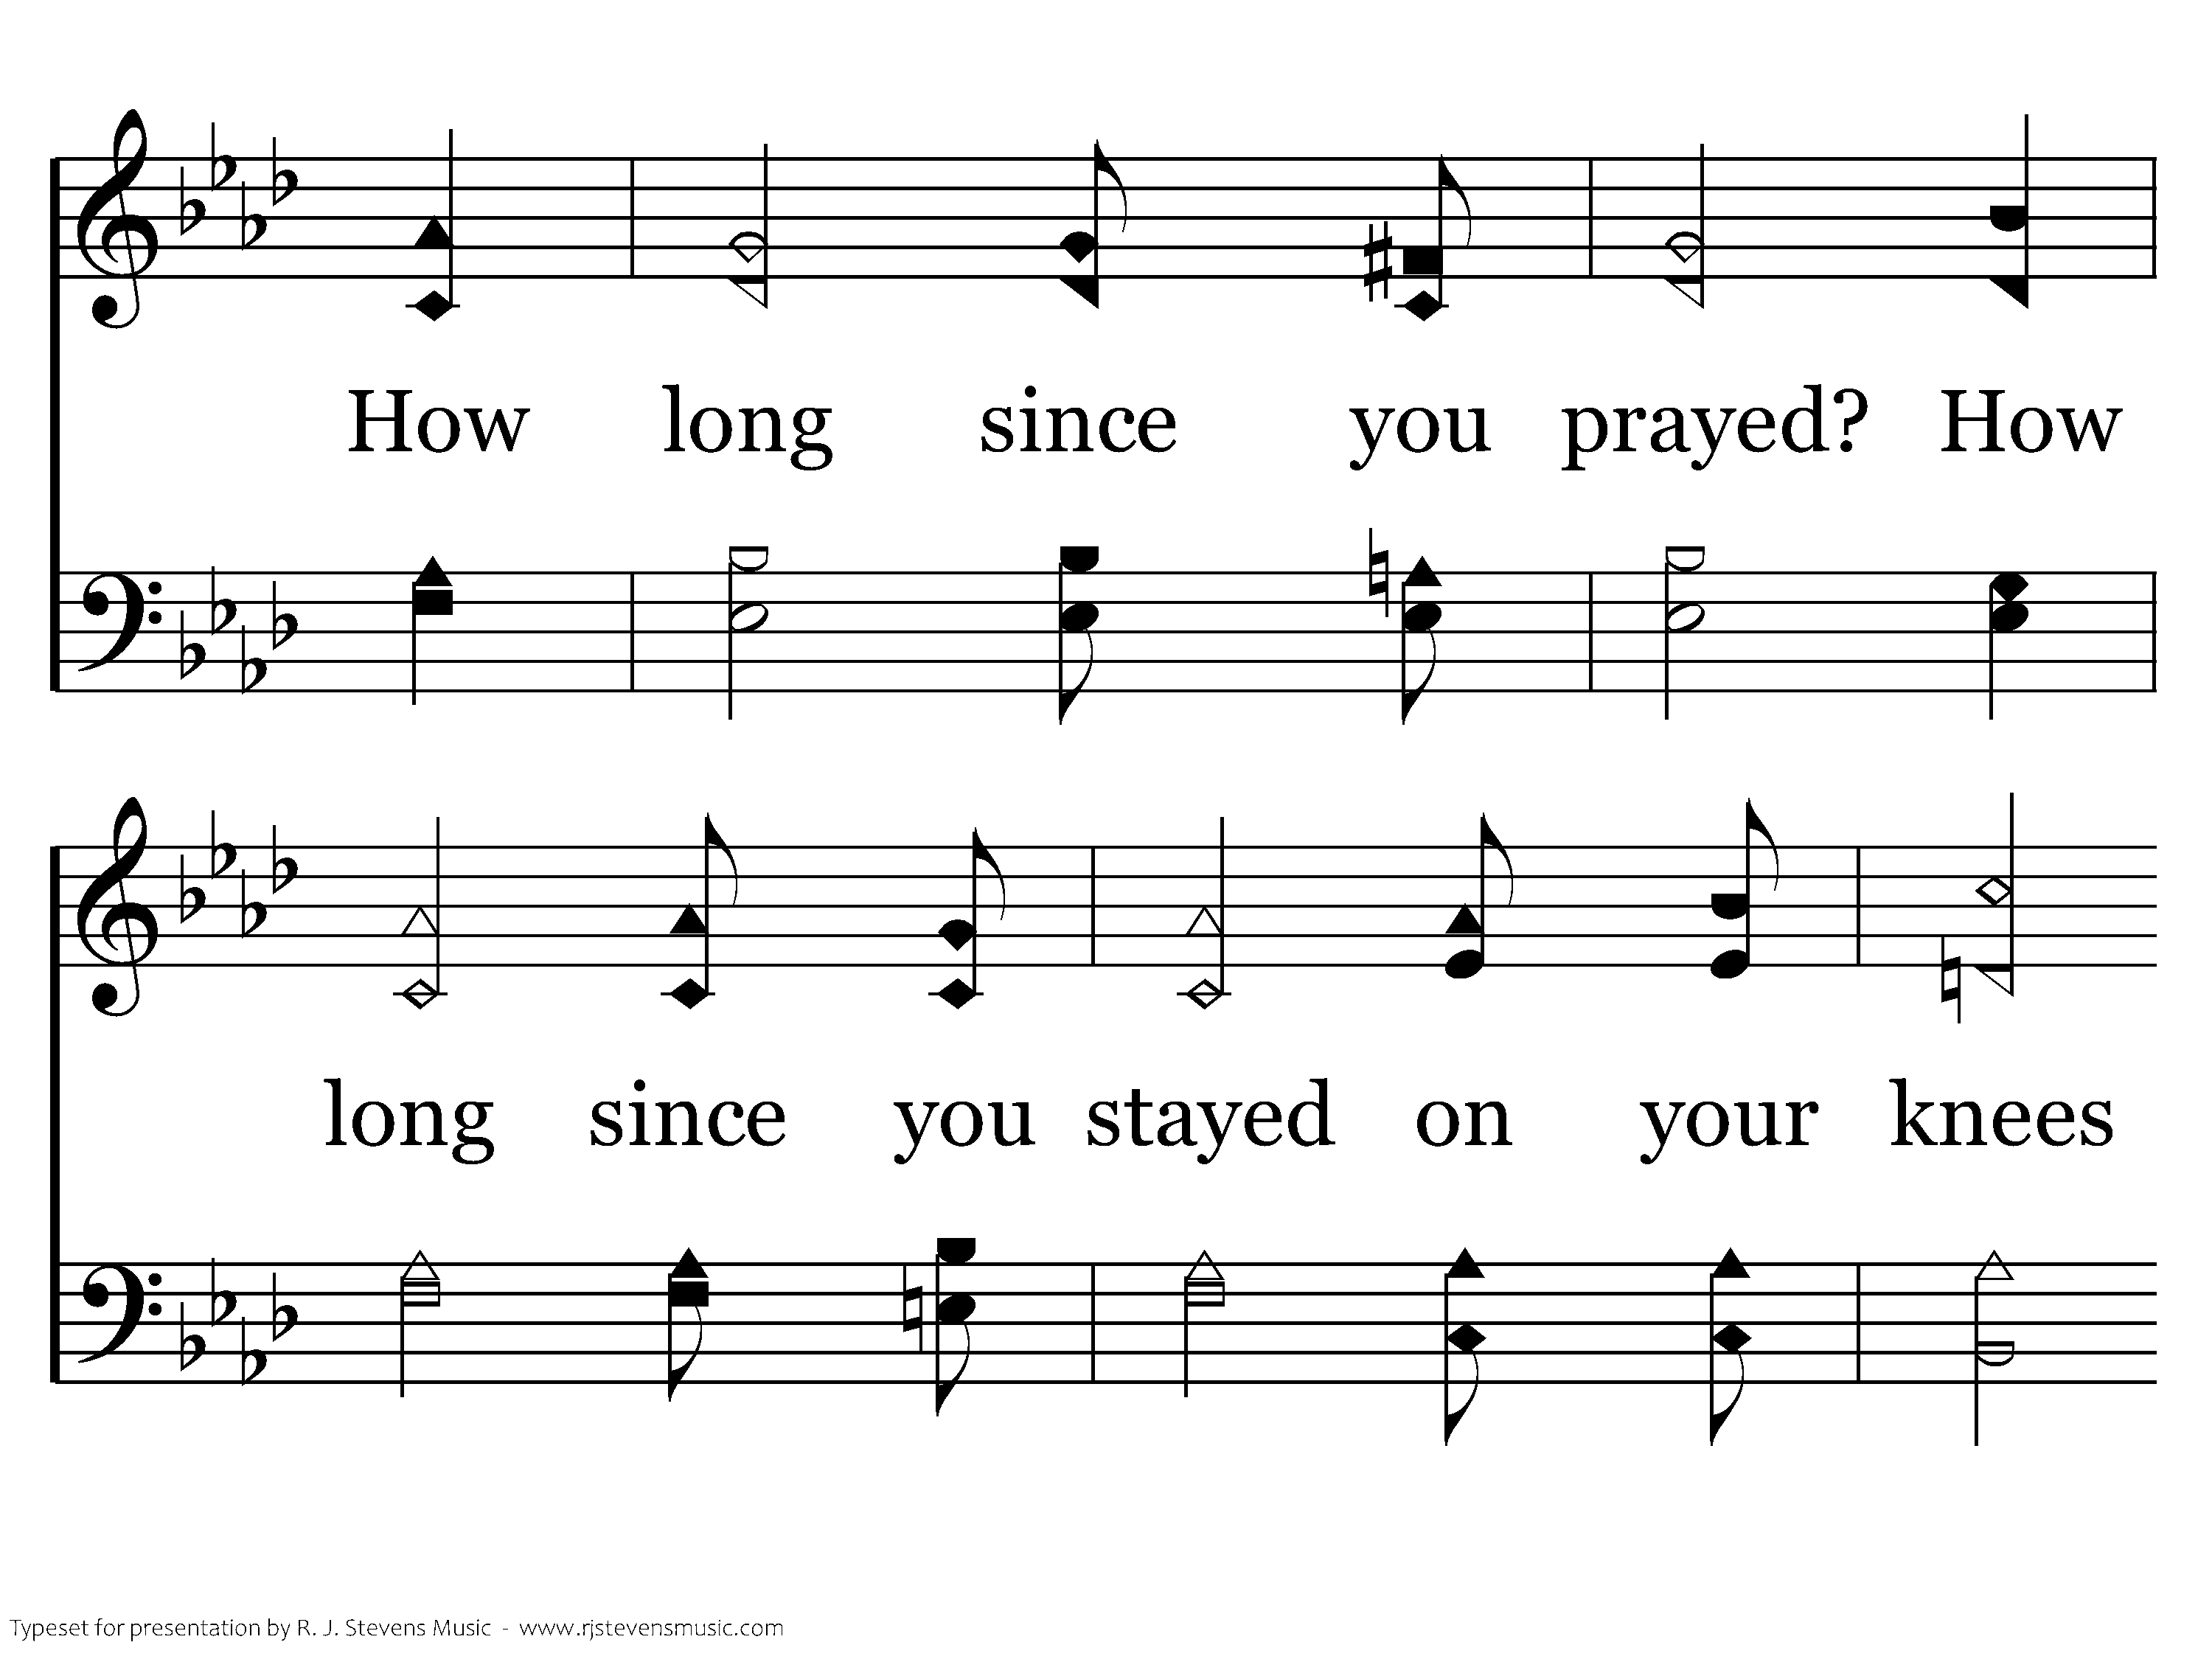 How long since you prayed? How
long since you stayed on your knees
Typeset for presentation by R. J. Stevens Music - www.rjstevensmusic.com